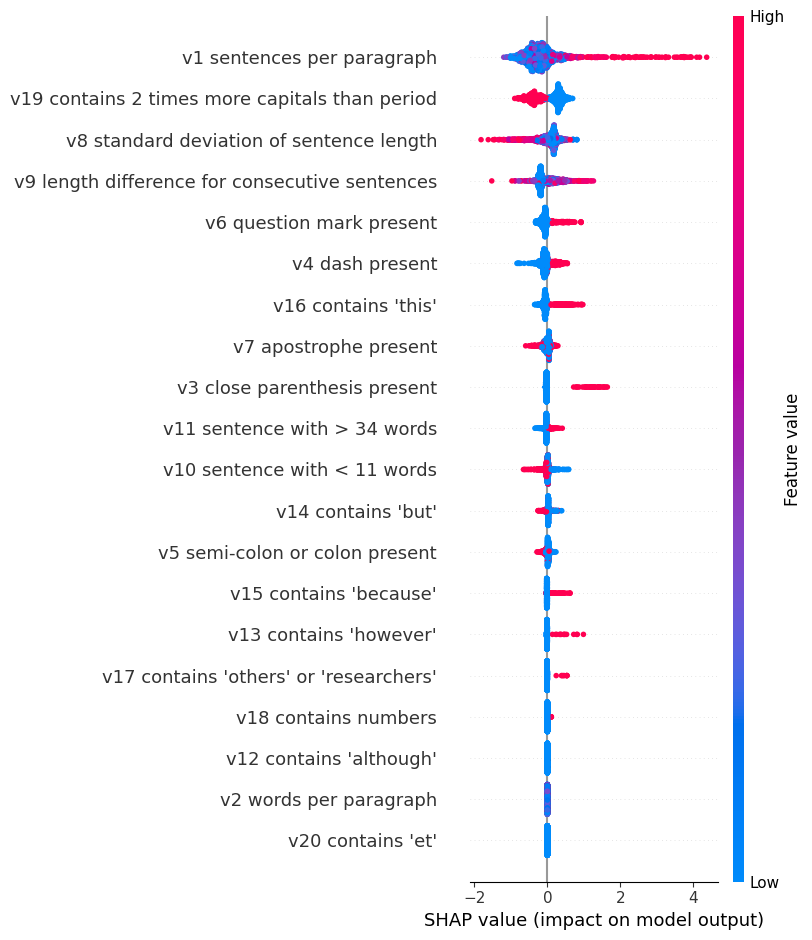 High
v1 sentences per paragraph
v19 contains 2 times more capitals than period
v8 standard deviation of sentence length
v9 length difference for consecutive sentences
v6 question mark present
v4 dash present
v16 contains 'this'
v7 apostrophe present
v3 close parenthesis present
v11 sentence with > 34 words
v10 sentence with < 11 words
v14 contains 'but'
v5 semi-colon or colon present
v15 contains 'because'
v13 contains 'however'
v17 contains 'others' or 'researchers'
v18 contains numbers
v12 contains 'although'
v2 words per paragraph
v20 contains 'et'
Feature value
Low
−2 0 2 4
SHAP value (impact on model output)